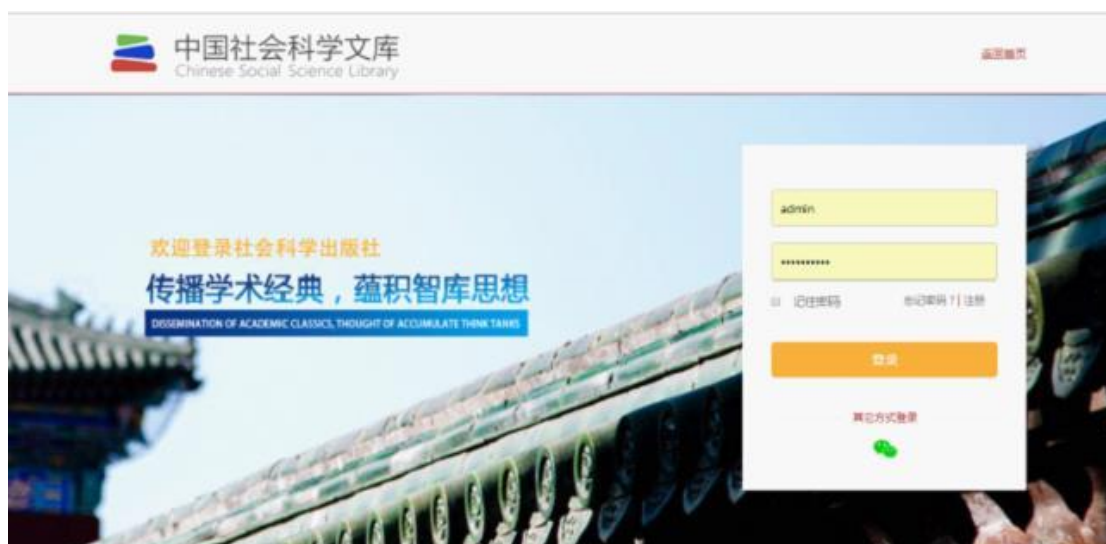 中国社会科学文库
Chinese Social Science Library
返回首页
欢迎登录社会科学出版社
传播学术经典，蕴积智库思想
DISSEMINATION OF ACADEMIC CLASSICS, THOUGHT OF ACCUMULATE THINK TANKS
admin
••••••••••
记住密码 忘记密码？| 注册
登录
其它方式登录